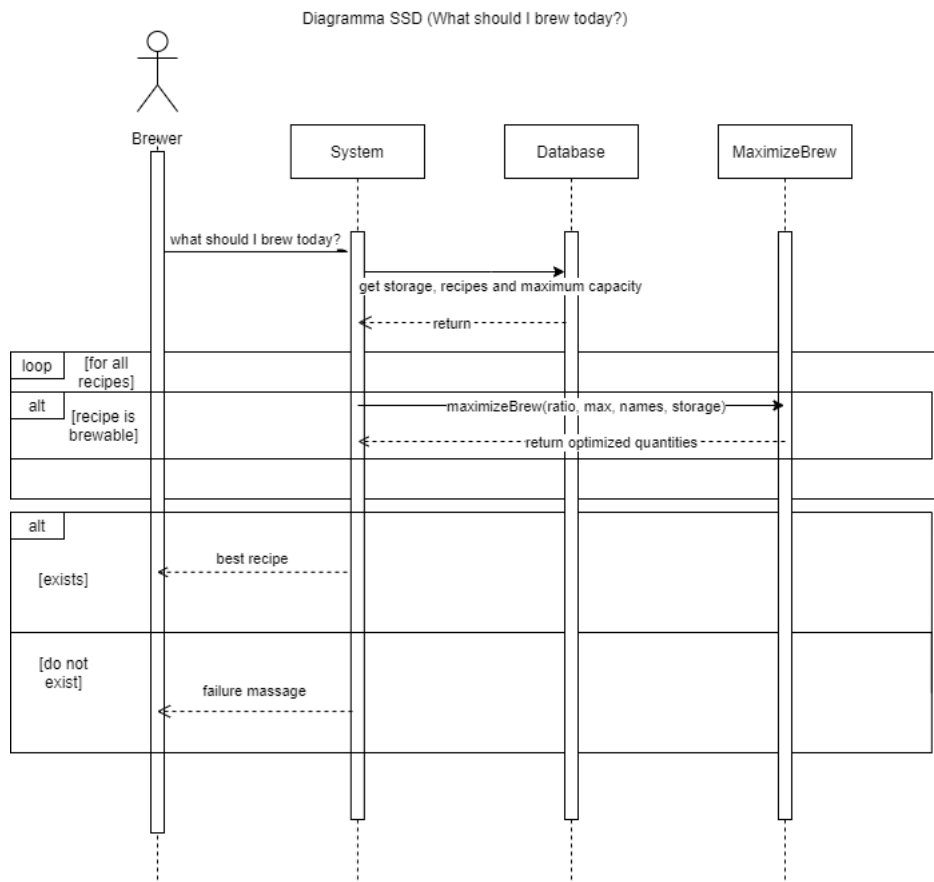 Diagramma SSD (What should I brew today?)
Brewer
System
Database
MaximizeBrew
what should I brew today?
get storage, recipes and maximum capacity
return
loop
[for all
recipes]
alt
[recipe is
brewable]
maximizeBrew(ratio, max, names, storage)
return optimized quantities
alt
best recipe
[exists]
[do not
exist]
failure massage